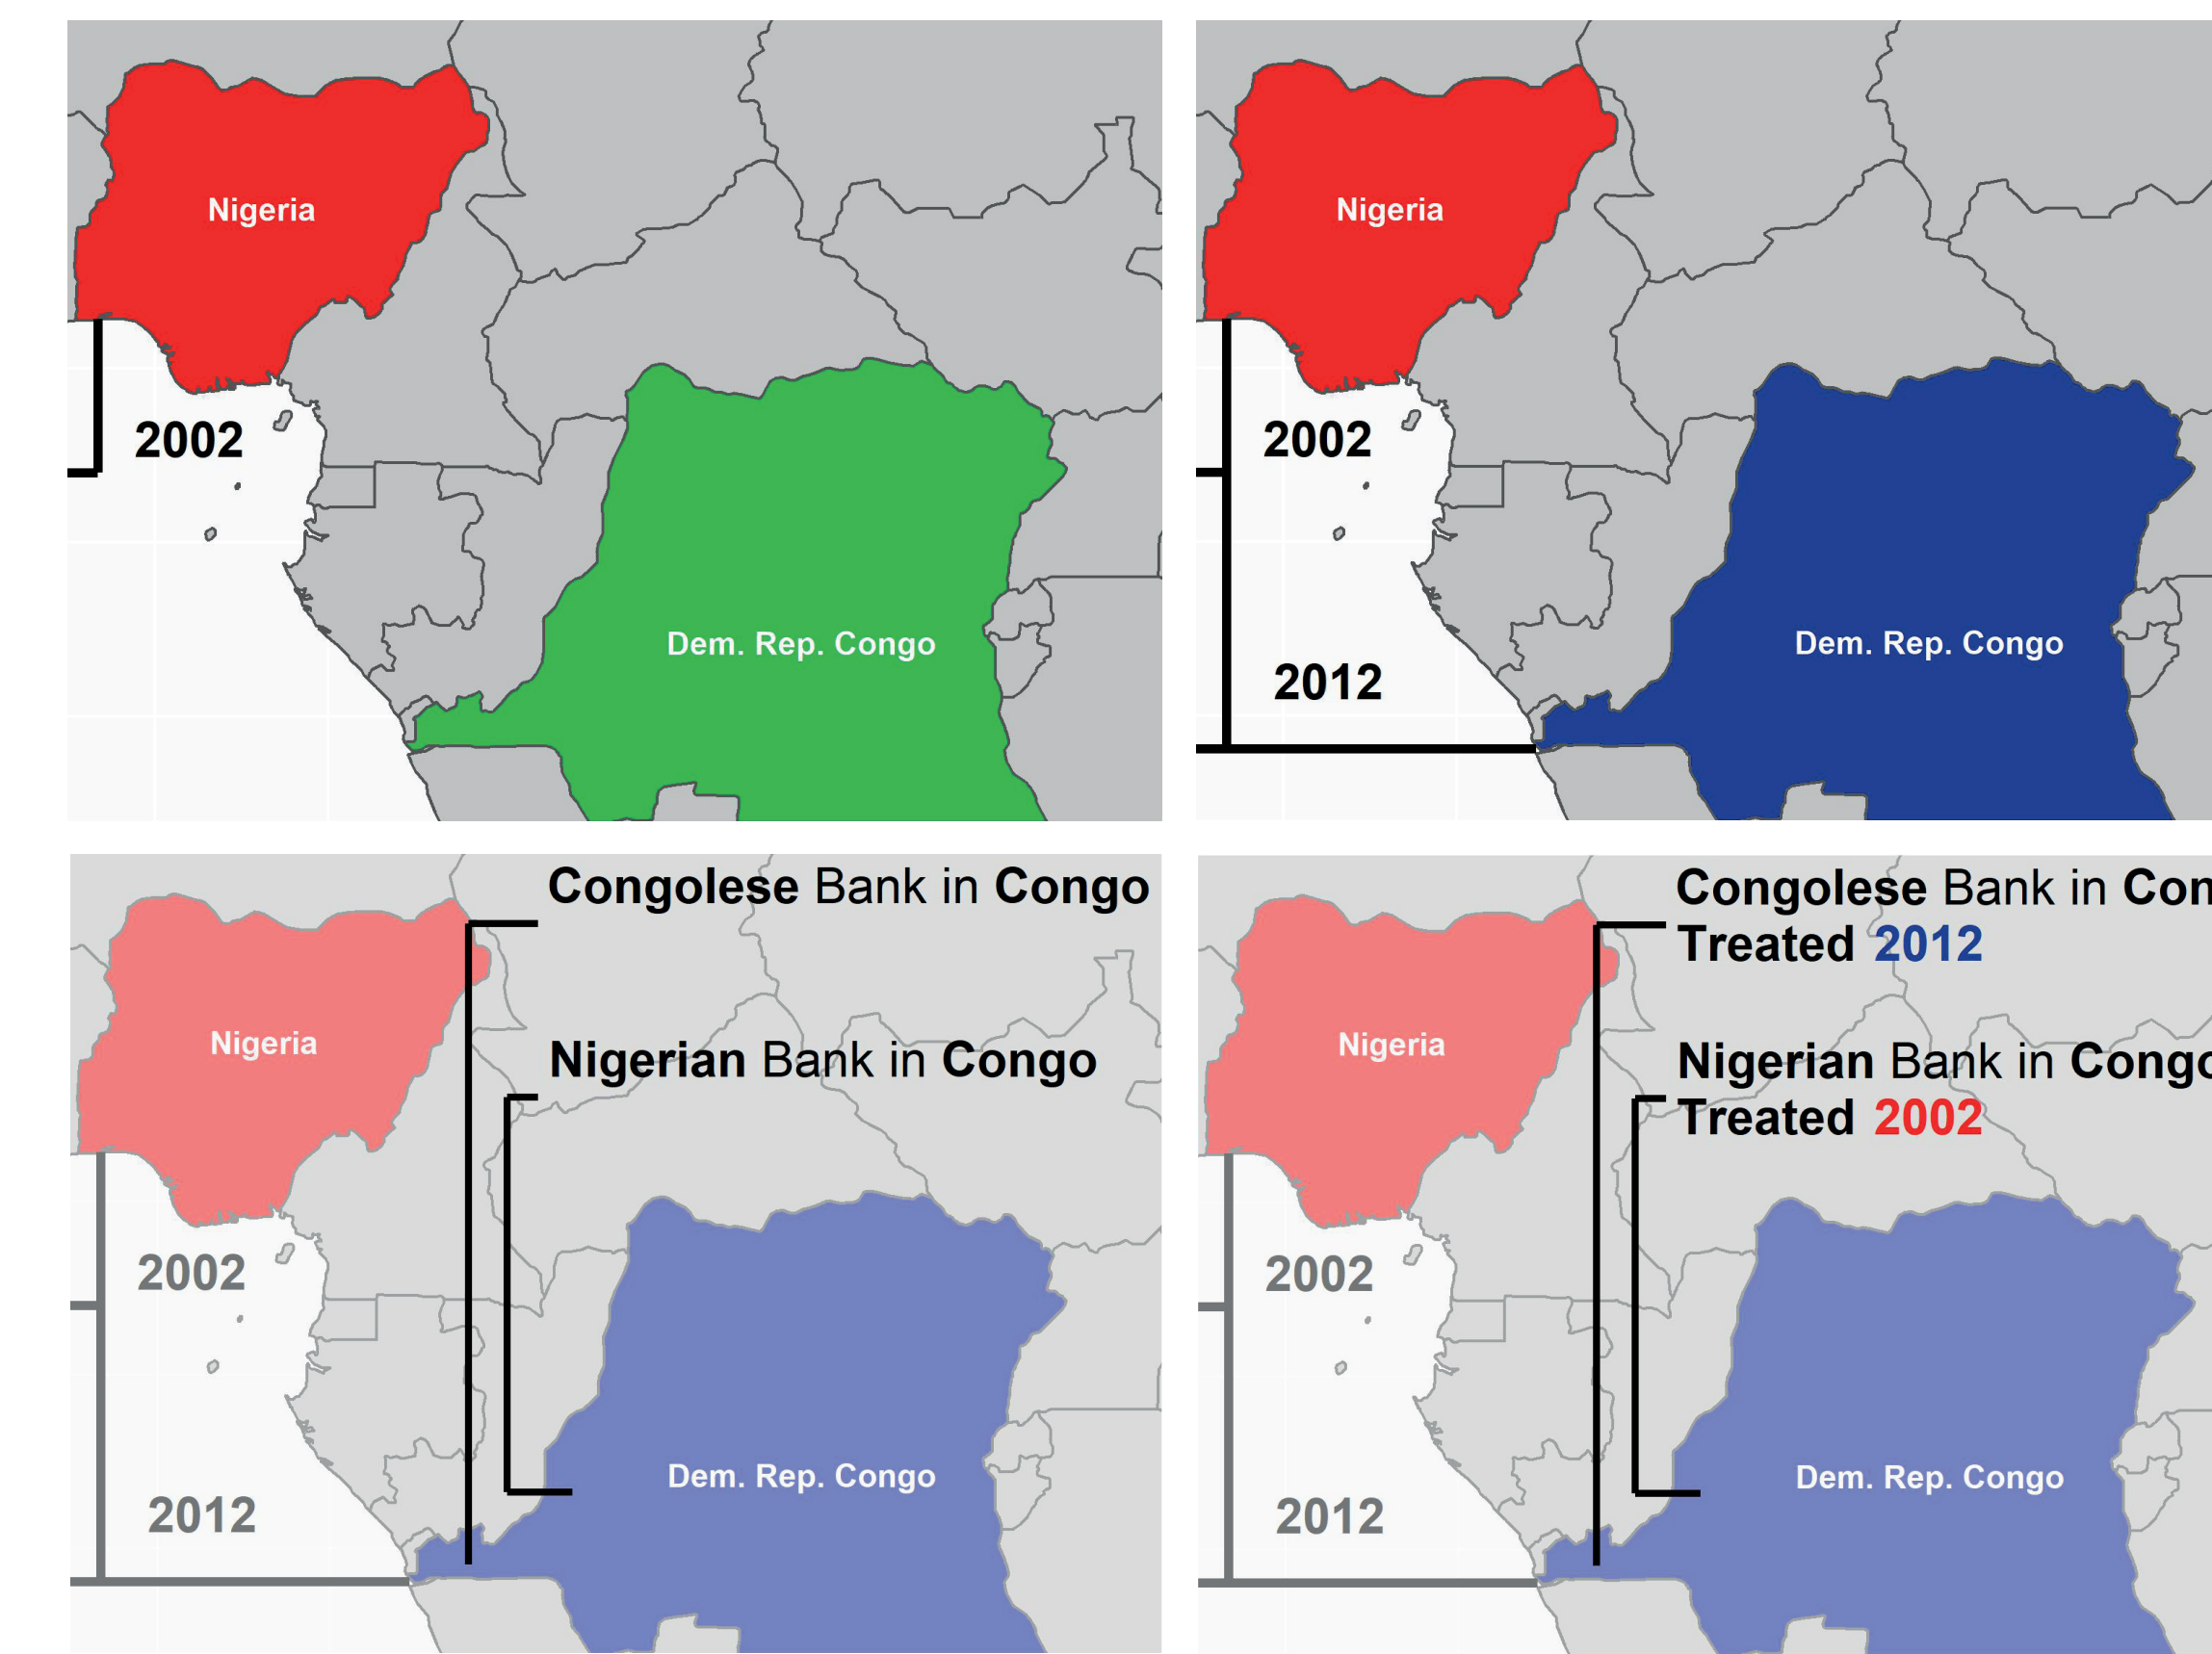 Nigeria
2002
Dem. Rep. Congo
Nigeria
2002
Dem. Rep. Congo
2012
Congolese Bank in Congo
Nigeria
Nigerian Bank in Congo
2002
Dem. Rep. Congo
2012
Congolese Bank in Con
Treated 2012
Nigeria
Nigerian Bank in Congo
Treated 2002
2002
Dem. Rep. Congo
2012